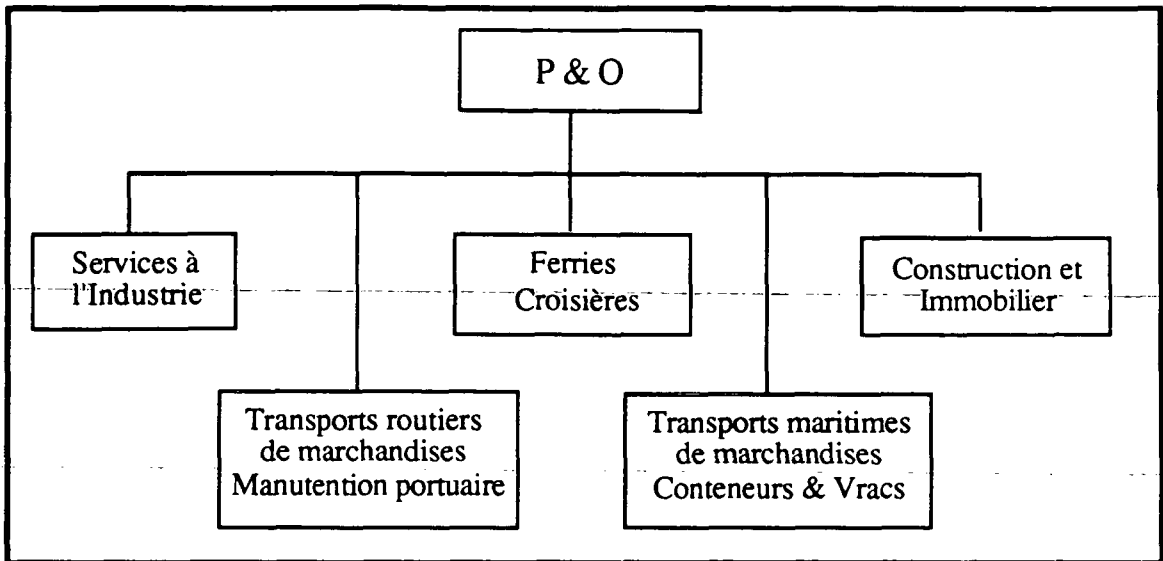 P & O
Services à
l'Industrie
Ferries
Croisières
Construction et
Immobilier
Transports routiers
de marchandises
Manutention portuaire
Transports maritimes
de marchandises
Conteneurs & Vracs